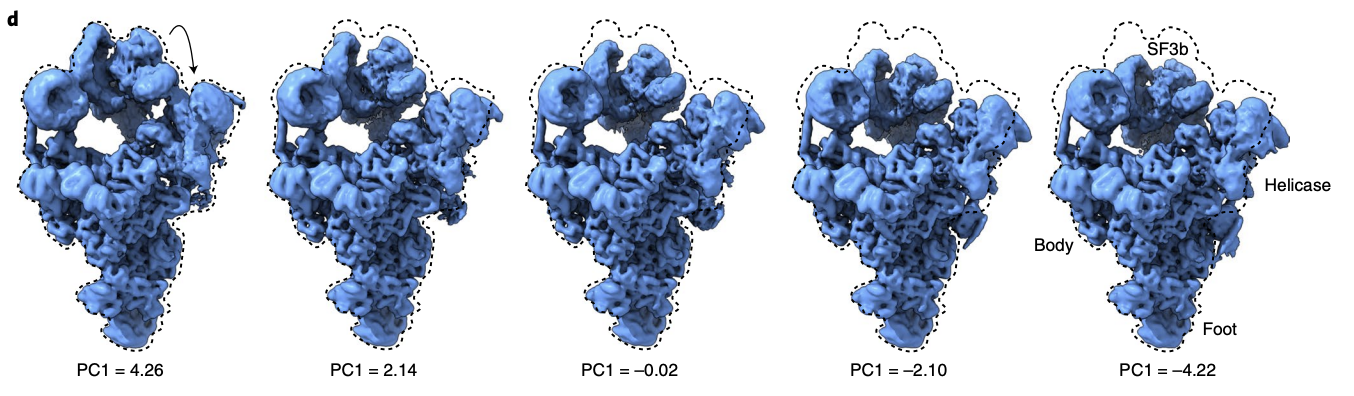 d
SF3b
Helicase
Body
Foot
PC1 = 4.26
PC1 = 2.14
PC1 = –0.02
PC1 = –2.10
PC1 = –4.22